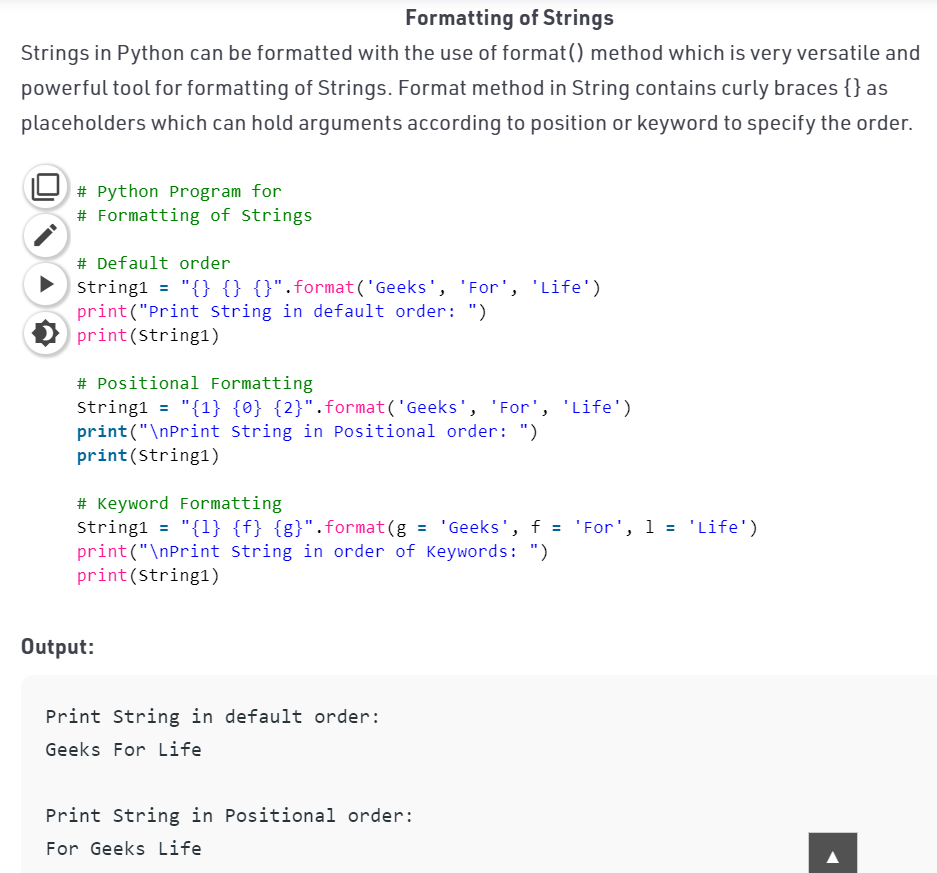 Formatting of Strings
Strings in Python can be formatted with the use of format() method which is very versatile and
powerful tool for formatting of Strings. Format method in String contains curly braces {} as
placeholders which can hold arguments according to position or keyword to specify the order.
# Python Program for
# Formatting of Strings
# Default order
String1 = "{} {} {}".format('Geeks', 'For', 'Life')
print("Print String in default order: ")
print(String1)
# Positional Formatting
String1 = "{1} {0} {2}".format('Geeks', 'For', 'Life')
print("\nPrint String in Positional order: ")
print(String1)
# Keyword Formatting
String1 = "{l} {f} {g}".format(g = 'Geeks', f = 'For', l = 'Life')
print("\nPrint String in order of Keywords: ")
print(String1)
Output:
Print String in default order:
Geeks For Life
Print String in Positional order:
For Geeks Life